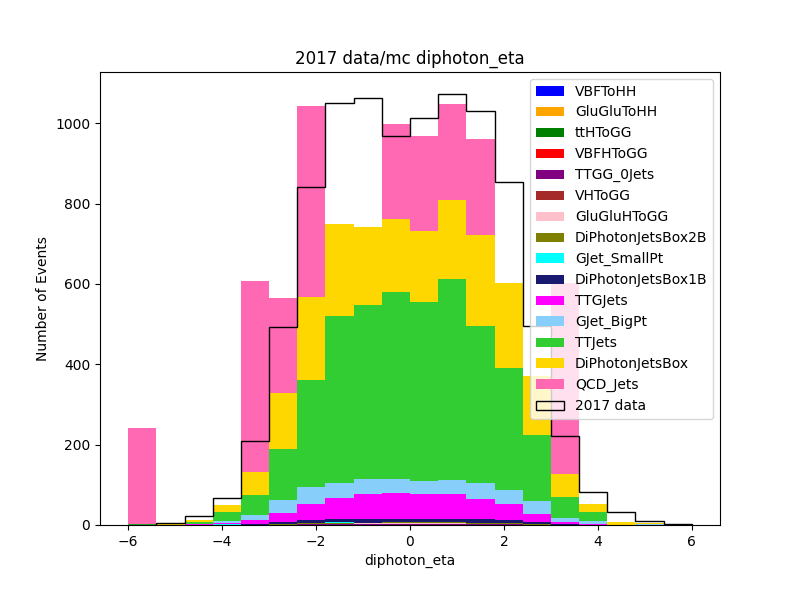 2017 data/mc diphoton_eta
Number of Events
1000
800
600
400
200
0
−6
−4
−2
0
2
4
6
diphoton_eta
VBFToHH
GluGluToHH
ttHToGG
VBFHToGG
TTGG_0Jets
VHToGG
GluGluHToGG
DiPhotonJetsBox2B
GJet_SmallPt
DiPhotonJetsBox1B
TTGJets
GJet_BigPt
TTJets
DiPhotonJetsBox
QCD_Jets
2017 data